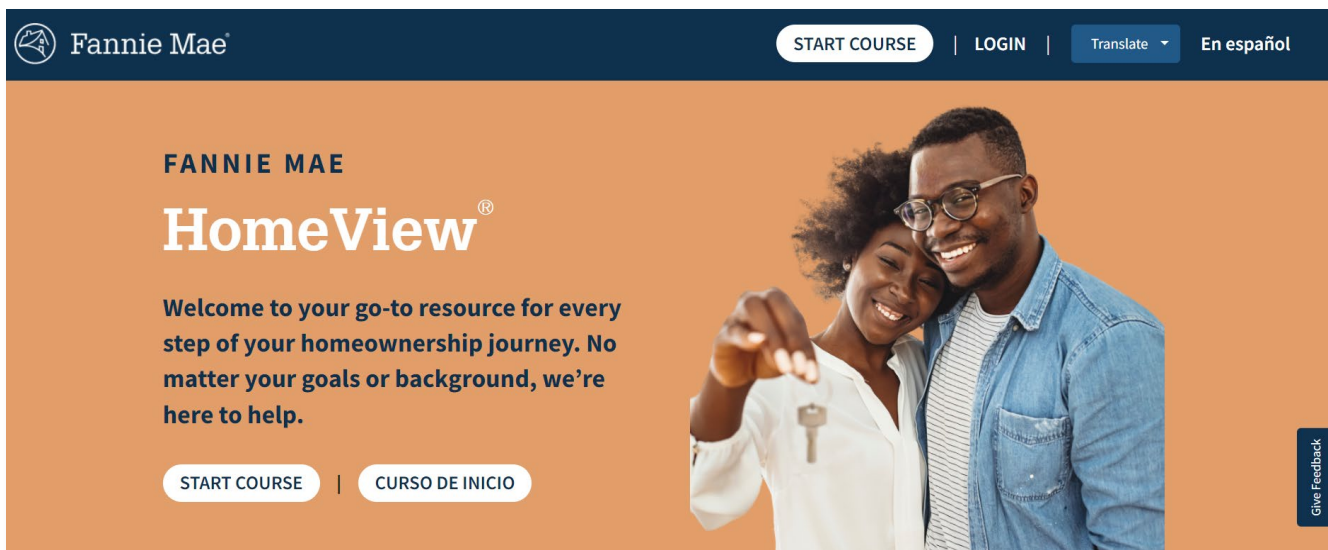 Fannie Mae®
START COURSE | LOGIN | Translate En español
FANNIE MAE
HomeView®
Welcome to your go-to resource for every
step of your homeownership journey. No
matter your goals or background, we’re
here to help.
START COURSE | CURSO DE INICIO
Give Feedback